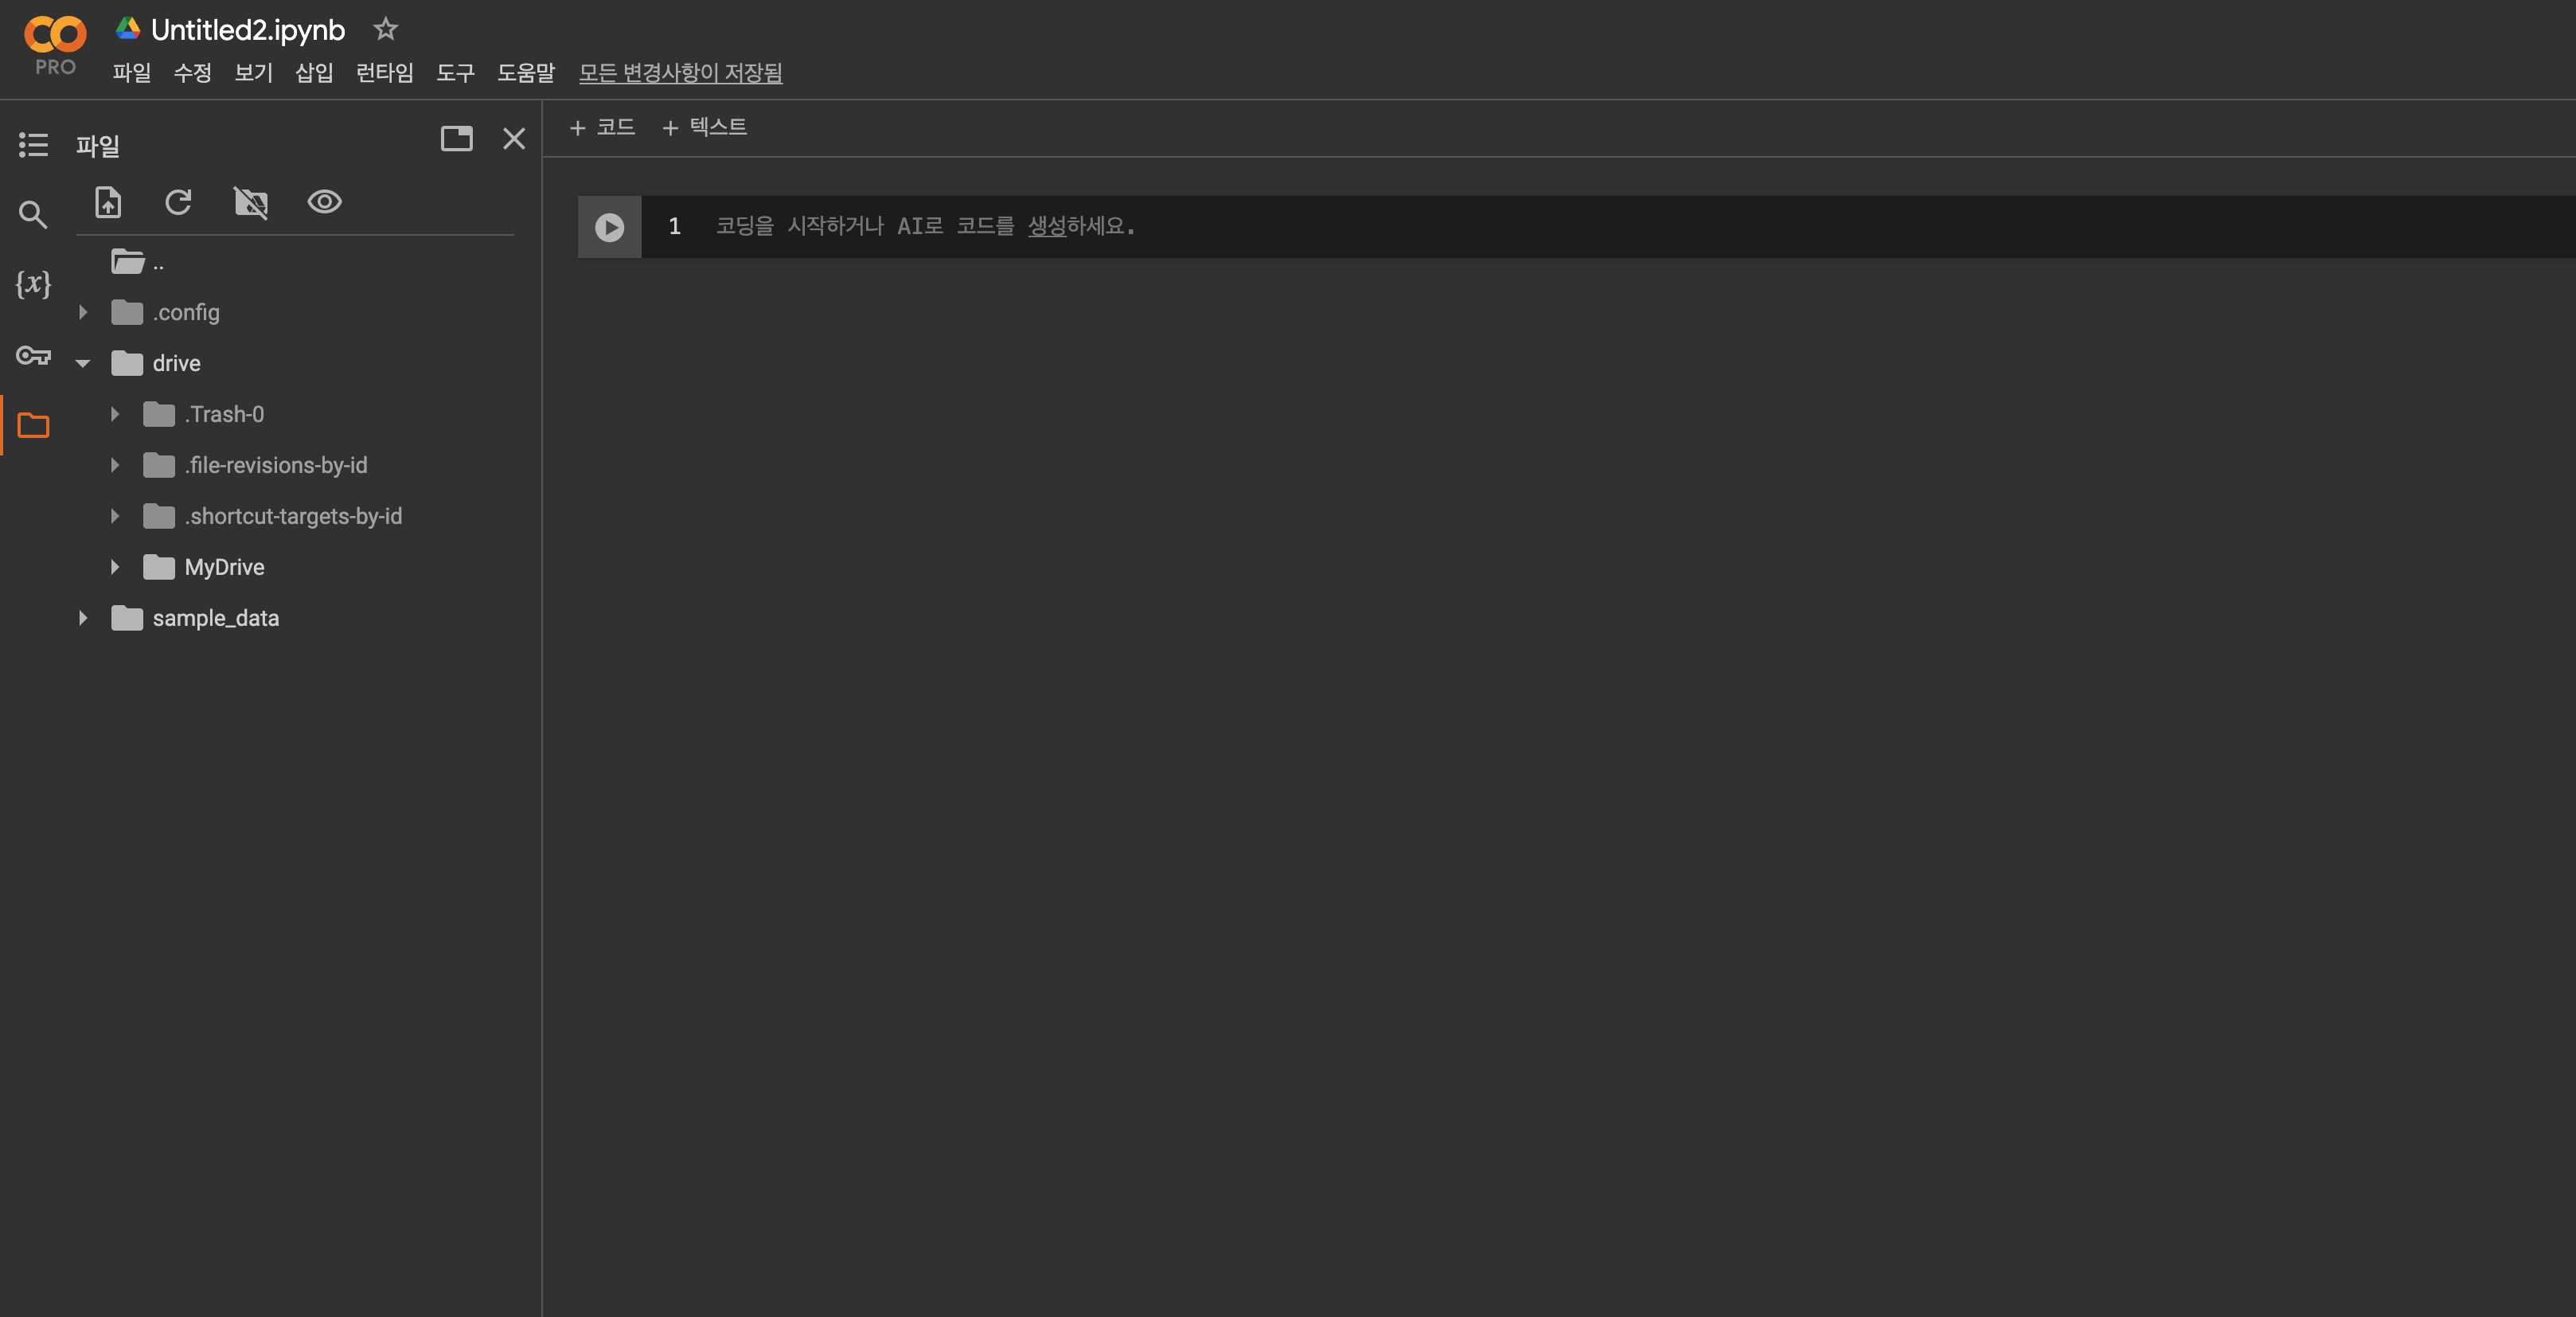 CO Untitled2.ipynb
PRO
파일 수정 보기 삽입 런타임 도구 도움말 모든 변경사항이 저장됨
파일
+ 코드 + 텍스트
{x}
1 코딩을 시작하거나 AI로 코드를 생성하세요.
..
.config
drive
.Trash-0
.file-revisions-by-id
.shortcut-targets-by-id
MyDrive
sample_data